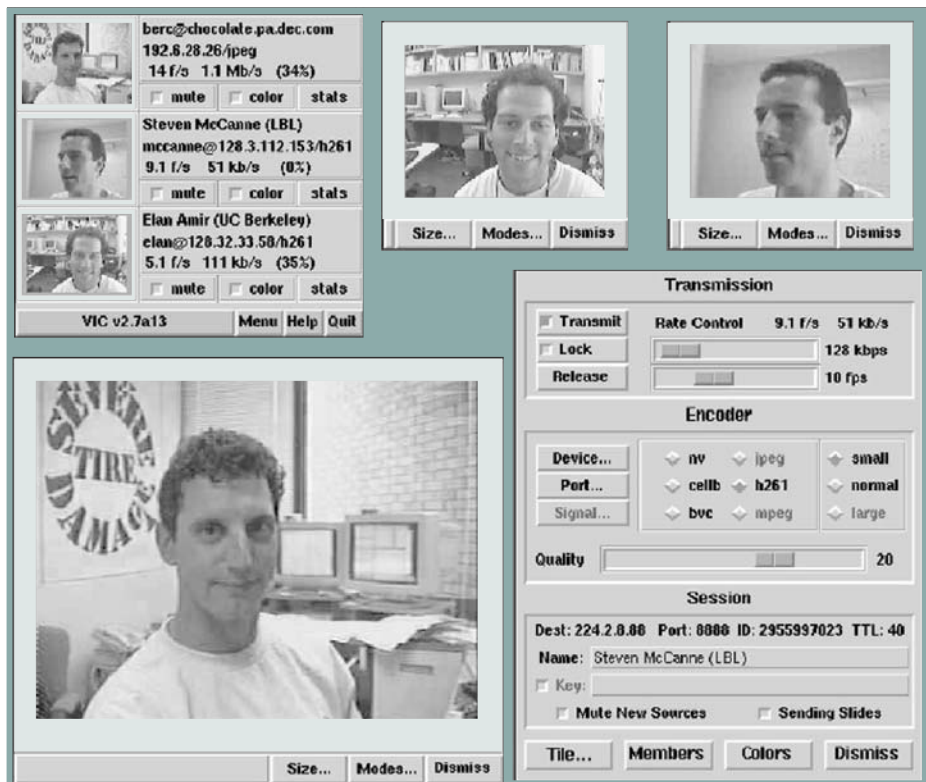 berc@chocolate.pa.dec.com
192.6.28.26/jpeg
14 f/s 1.1 Mb/s (34%)
mute color stats
Steven McCanne (LBL)
mccanne@128.3.112.153/h261
9.1 f/s 51 kb/s (0%)
mute color stats
Elan Amir (UC Berkeley)
elan@128.32.33.58/h261
5.1 f/s 111 kb/s (35%)
mute color stats
VIC v2.7a13 Menu Help Quit
Size... Modes... Dismiss
Size... Modes... Dismiss
SEVERE TIRE DAMAGE
Size... Modes... Dismiss
Transmission
Transmit Rate Control 9.1 f/s 51 kb/s
Lock 128 kbps
Release 10 fps
Encoder
Device... nv jpeg small
Port... cellb h261 normal
Signal... bvc mpeg large
Quality 20
Session
Dest: 224.2.8.88 Port: 8888 ID: 2955997023 TTL: 40
Name: Steven McCanne (LBL)
Key:
Mute New Sources Sending Slides
Tile... Members Colors Dismiss